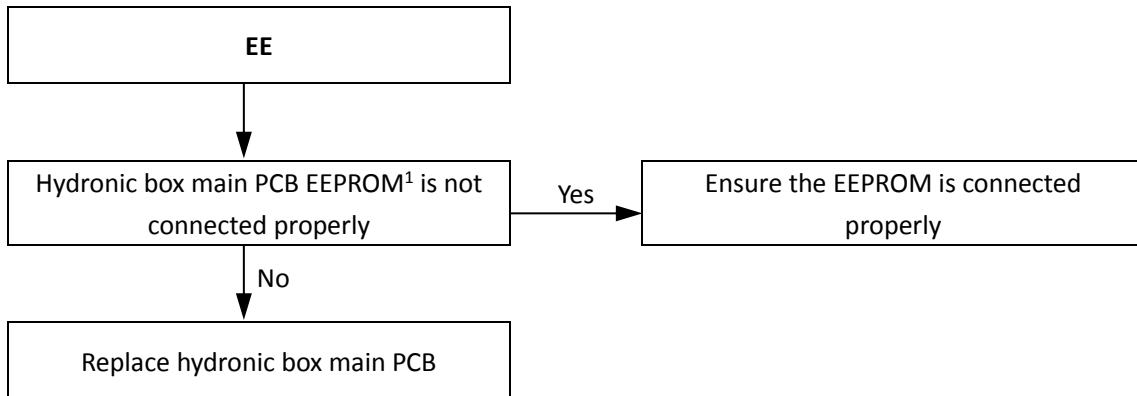 EE
Hydronic box main PCB EEPROM¹ is not
connected properly
Yes
Ensure the EEPROM is connected
properly
No
Replace hydronic box main PCB